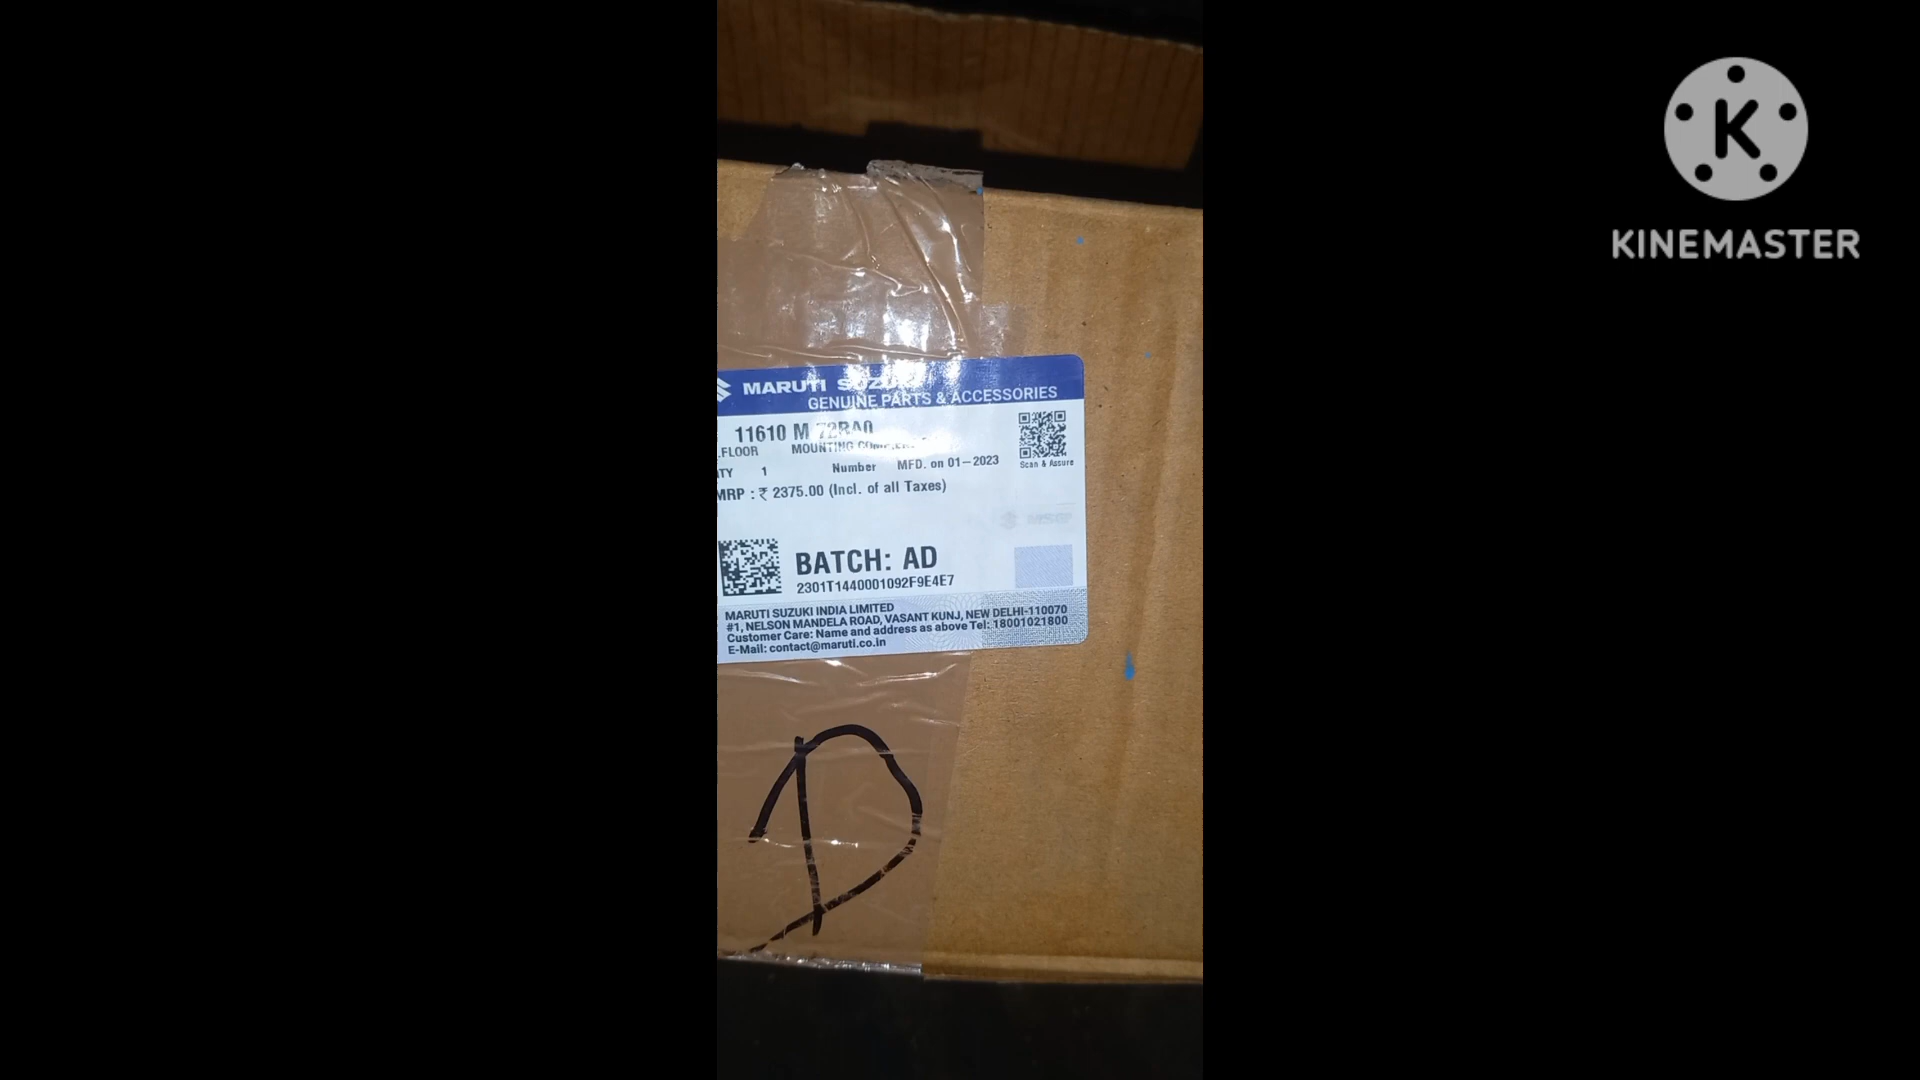 MARUTI SUZUKI
GENUINE PARTS & ACCESSORIES
11610 M 72RA0
.FLOOR MOUNTING
TY 1 Number MFD. on 01-2023
Scan & Assure
MRP : ₹ 2375.00 (Incl. of all Taxes)
BATCH: AD
2301T1440001092F9E4E7
MARUTI SUZUKI INDIA LIMITED
#1, NELSON MANDELA ROAD, VASANT KUNJ, NEW DELHI-110070
Customer Care: Name and address as above Tel: 18001021800
E-Mail: contact@maruti.co.in
D
K
KINEMASTER